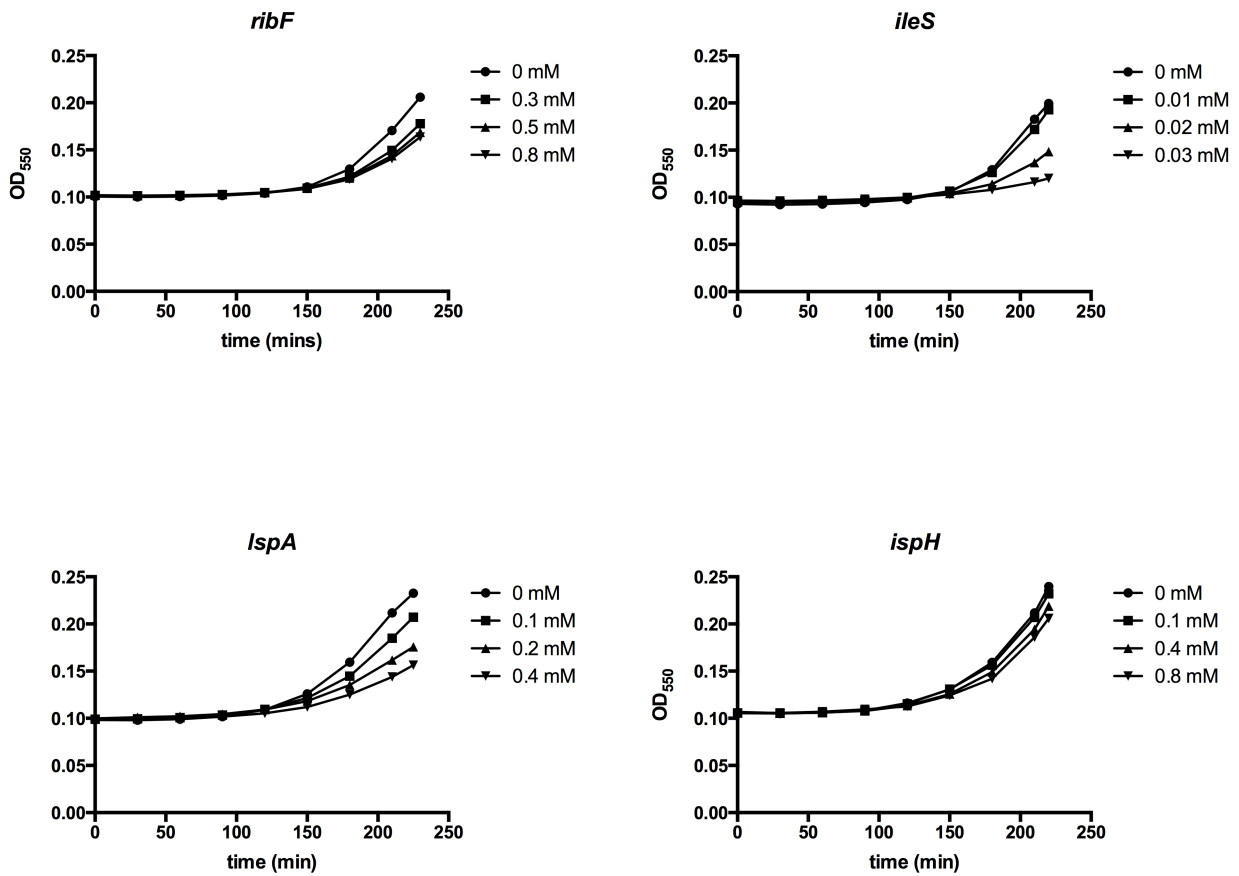 ribF
0.25
0.20
0.15
0.10
0.05
0.00
OD550
0 50 100 150 200 250
time (mins)
0 mM
0.3 mM
0.5 mM
0.8 mM
ileS
0.25
0.20
0.15
0.10
0.05
0.00
OD550
0 50 100 150 200 250
time (min)
0 mM
0.01 mM
0.02 mM
0.03 mM
lspA
0.25
0.20
0.15
0.10
0.05
0.00
0 50 100 150 200 250
time (min)
0 mM
0.1 mM
0.2 mM
0.4 mM
ispH
0.25
0.20
0.15
0.10
0.05
0.00
OD550
0 50 100 150 200 250
time (min)
0 mM
0.1 mM
0.4 mM
0.8 mM